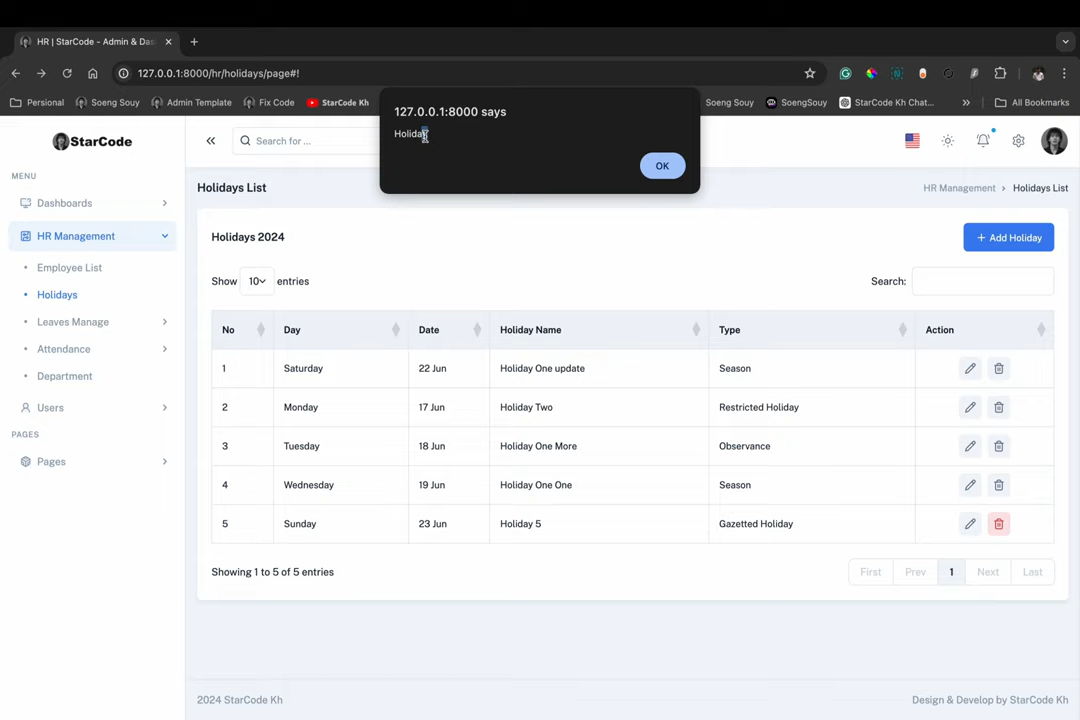 HR | StarCode - Admin & Das
127.0.0.1:8000/hr/holidays/page#!
Personal Soeng Souy Admin Template Fix Code StarCode Kh Soeng Souy SoengSouy StarCode Kh Chat... » All Bookmarks
127.0.0.1:8000 says
Holiday
OK
StarCode
Search for ...
MENU
Dashboards
HR Management
Employee List
Holidays
Leaves Manage
Attendance
Department
Users
PAGES
Pages
Holidays List
HR Management Holidays List
Holidays 2024
+ Add Holiday
Show 10 entries
Search:
No Day Date Holiday Name Type Action
1 Saturday 22 Jun Holiday One update Season
2 Monday 17 Jun Holiday Two Restricted Holiday
3 Tuesday 18 Jun Holiday One More Observance
4 Wednesday 19 Jun Holiday One One Season
5 Sunday 23 Jun Holiday 5 Gazetted Holiday
Showing 1 to 5 of 5 entries
First Prev 1 Next Last
2024 StarCode Kh
Design & Develop by StarCode Kh